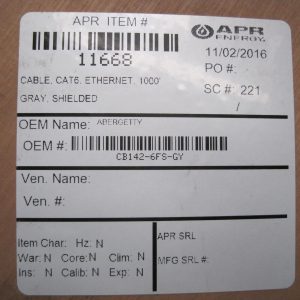 APR ITEM #
APR
ENERGY
11668
11/02/2016
PO #:
CABLE, CAT6, ETHERNET, 1000'
GRAY, SHIELDED
SC #: 221
/
OEM Name: ABERGETTY
OEM #:
CB142-6FS-GY
Ven. Name:
Ven. #:
Item Char: Hz: N
War: N Core: N Clim: N
Ins: N Calib: N Exp: N
APR SRL
MFG SRL #: